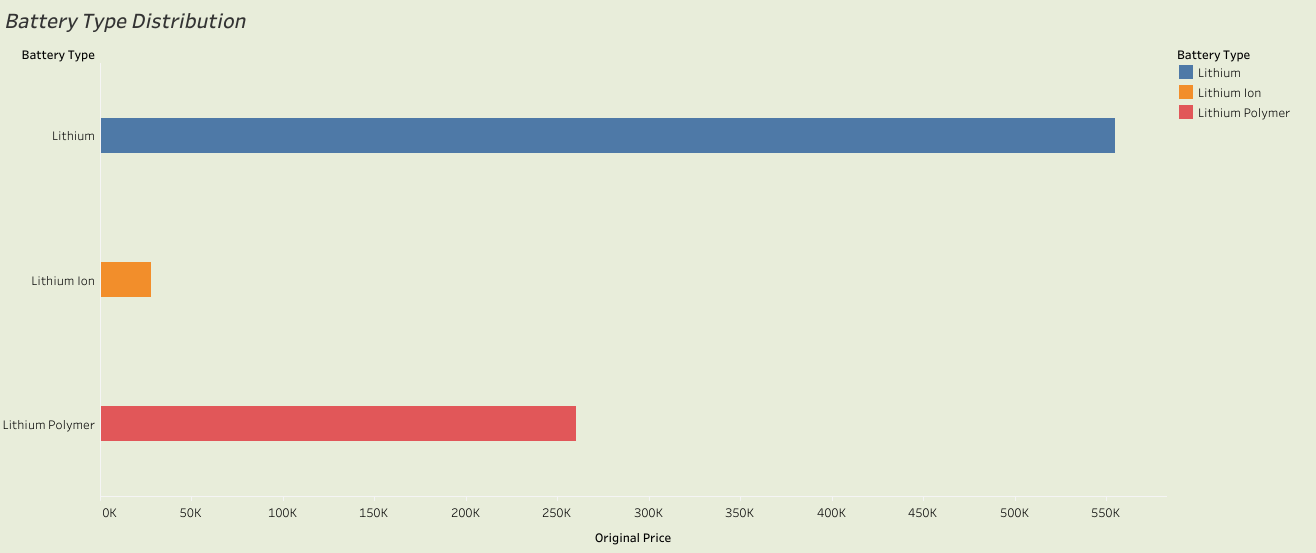 Battery Type Distribution
Battery Type
Lithium
Lithium Ion
Lithium Polymer
0K 50K 100K 150K 200K 250K 300K 350K 400K 450K 500K 550K
Original Price
Battery Type
Lithium
Lithium Ion
Lithium Polymer